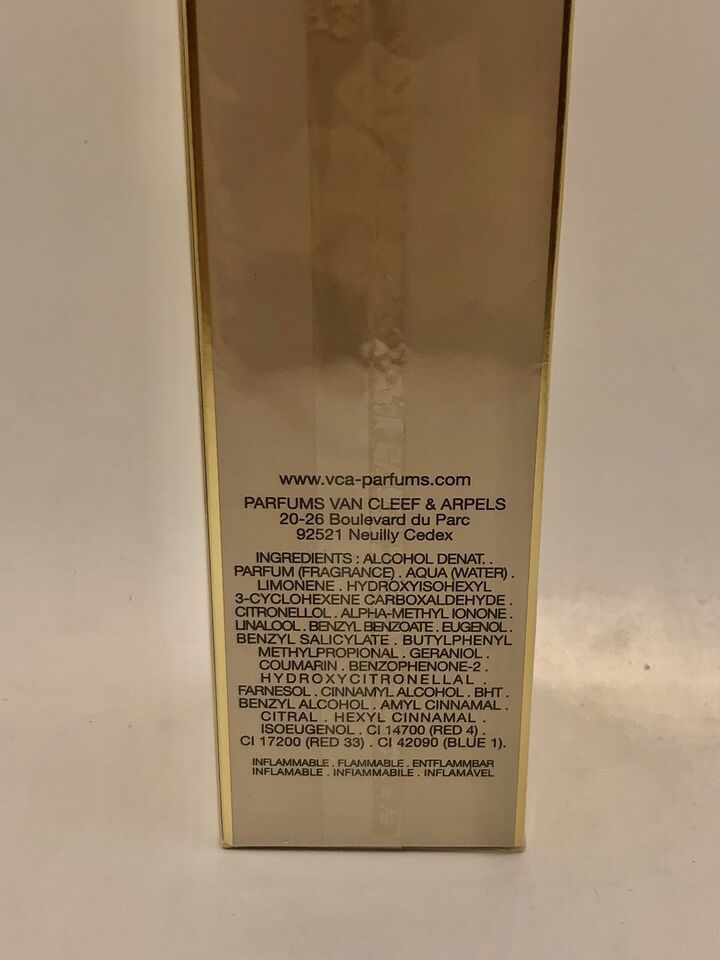 www.vca-parfums.com
PARFUMS VAN CLEEF & ARPELS
20-26 Boulevard du Parc
92521 Neuilly Cedex
INGREDIENTS : ALCOHOL DENAT. .
PARFUM (FRAGRANCE) . AQUA (WATER) .
LIMONENE . HYDROXYISOHEXYL
3-CYCLOHEXENE CARBOXALDEHYDE .
CITRONELLOL . ALPHA-METHYL IONONE .
LINALOOL . BENZYL BENZOATE . EUGENOL .
BENZYL SALICYLATE . BUTYLPHENYL
METHYLPROPIONAL . GERANIOL .
COUMARIN . BENZOPHENONE-2 .
HYDROXYCITRONELLAL .
FARNESOL . CINNAMYL ALCOHOL . BHT .
BENZYL ALCOHOL . AMYL CINNAMAL .
CITRAL . HEXYL CINNAMAL .
ISOEUGENOL . CI 14700 (RED 4) .
CI 17200 (RED 33) . CI 42090 (BLUE 1).
INFLAMMABLE . FLAMMABLE . ENTFLAMMBAR
INFLAMABLE . INFIAMMABILE . INFLAMÁVEL